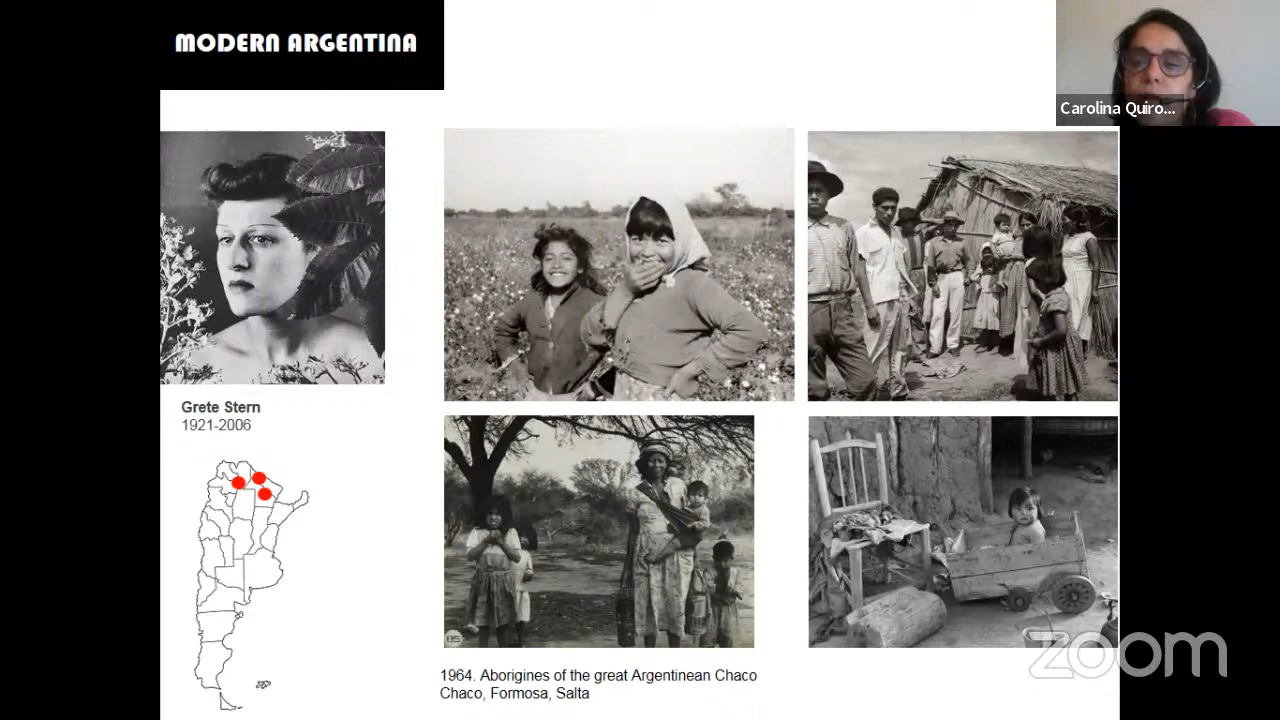 MODERN ARGENTINA
Carolina Quiro...
Grete Stern
1921-2006
1964. Aborigines of the great Argentinean Chaco
Chaco, Formosa, Salta
zoom